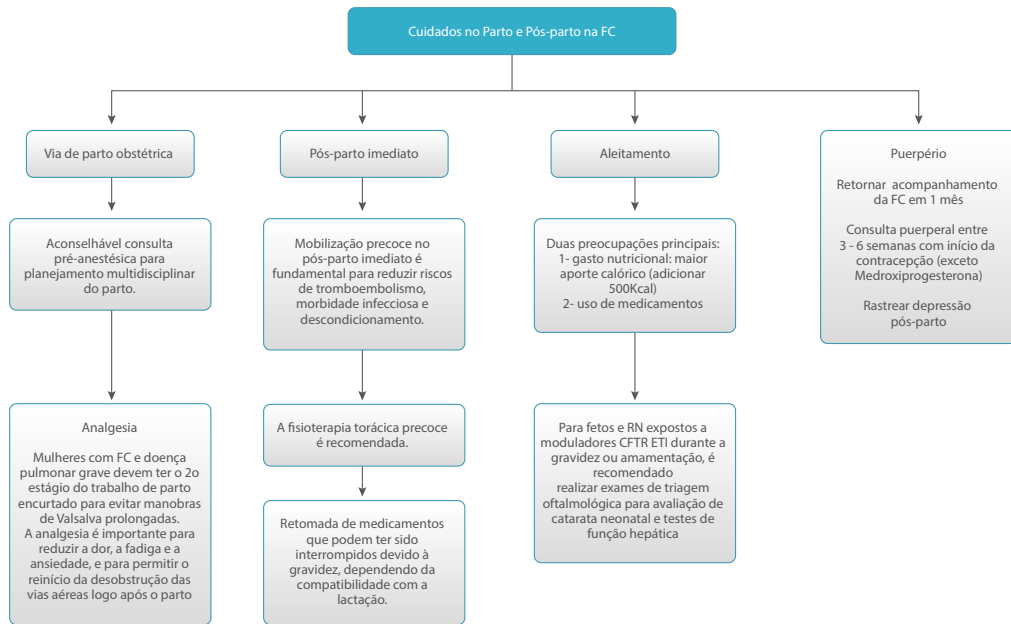 Cuidados no Parto e Pós-parto na FC
Via de parto obstétrica
Aconselhável consulta
pré-anestésica para
planejamento multidisciplinar
do parto.
Analgesia
Mulheres com FC e doença
pulmonar grave devem ter o 2o
estágio do trabalho de parto
encurtado para evitar manobras
de Valsalva prolongadas.
A analgesia é importante para
reduzir a dor, a fadiga e a
ansiedade, e para permitir o
reinício da desobstrução das
vias aéreas logo após o parto
Pós-parto imediato
Mobilização precoce no
pós-parto imediato é
fundamental para reduzir riscos
de tromboembolismo,
morbidade infecciosa e
descondicionamento.
A fisioterapia torácica precoce
é recomendada.
Retomada de medicamentos
que podem ter sido
interrompidos devido à
gravidez, dependendo da
compatibilidade com a
lactação.
Aleitamento
Duas preocupações principais:
1- gasto nutricional: maior
aporte calórico (adicionar
500Kcal)
2- uso de medicamentos
Para fetos e RN expostos a
moduladores CFTR ETI durante a
gravidez ou amamentação, é
recomendado
realizar exames de triagem
oftalmológica para avaliação de
catarata neonatal e testes de
função hepática
Puerpério
Retornar acompanhamento
da FC em 1 mês
Consulta puerperal entre
3 - 6 semanas com início da
contracepção (exceto
Medroxiprogesterona)
Rastrear depressão
pós-parto